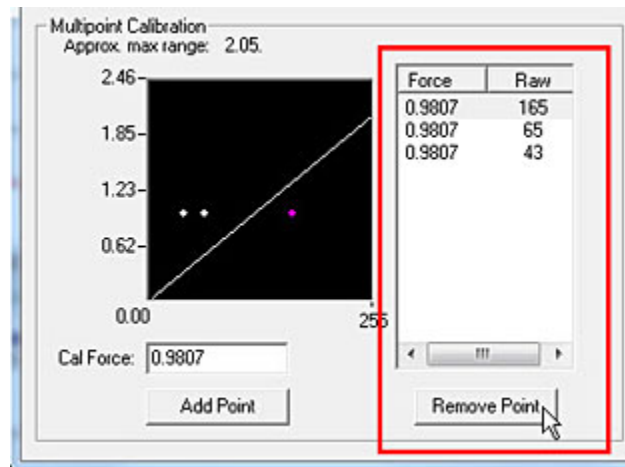 Multipoint Calibration
Approx. max range: 2.05.
2.46
1.85
1.23
0.62
0.00
255
Cal Force: 0.9807
Add Point
Force Raw
0.9807 165
0.9807 65
0.9807 43
Remove Point